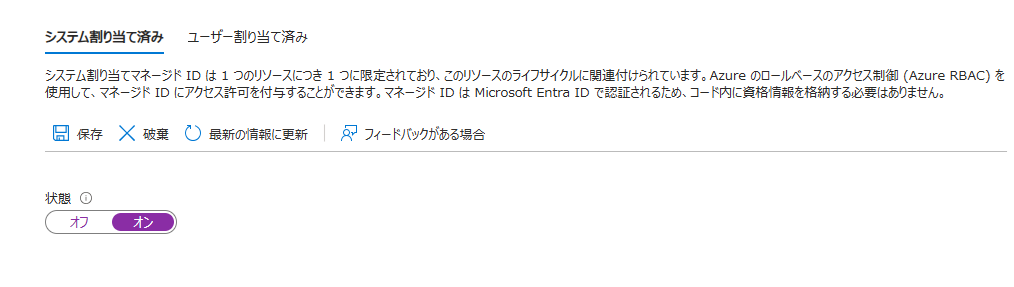 システム割り当て済み ユーザー割り当て済み
システム割り当てマネージド ID は 1 つのリソースにつき 1 つに限定されており、このリソースのライフサイクルに関連付けられています。Azure のロールベースのアクセス制御 (Azure RBAC) を
使用して、マネージド ID にアクセス許可を付与することができます。マネージド ID は Microsoft Entra ID で認証されるため、コード内に資格情報を格納する必要はありません。
保存 破棄 最新の情報に更新 フィードバックがある場合
状態
オフ オン